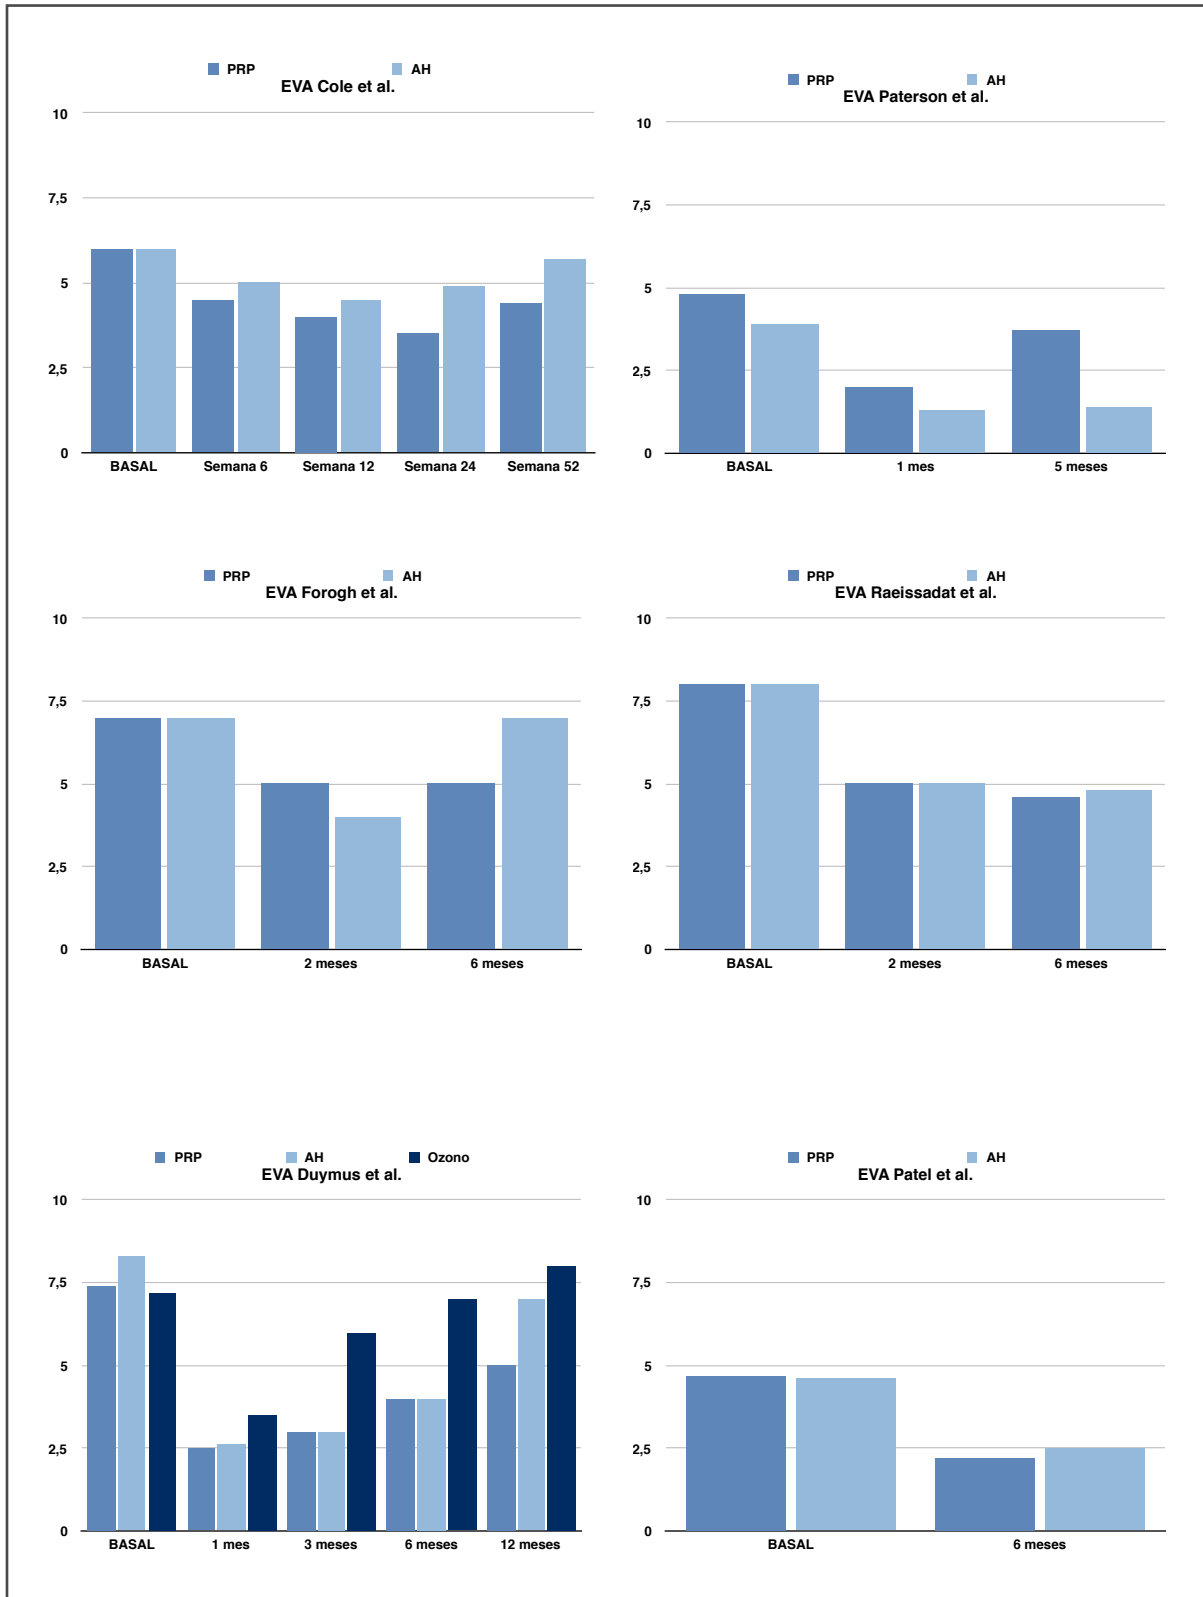 PRP AH
EVA Cole et al.
10
7,5
5
2,5
0
BASAL Semana 6 Semana 12 Semana 24 Semana 52
PRP AH
EVA Paterson et al.
10
7,5
5
2,5
0
BASAL 1 mes 5 meses
PRP AH
EVA Forogh et al.
10
7,5
5
2,5
0
BASAL 2 meses 6 meses
PRP AH
EVA Raeissadat et al.
10
7,5
5
2,5
0
BASAL 2 meses 6 meses
PRP AH Ozono
EVA Duymus et al.
10
7,5
5
2,5
0
BASAL 1 mes 3 meses 6 meses 12 meses
PRP AH
EVA Patel et al.
10
7,5
5
2,5
0
BASAL 6 meses